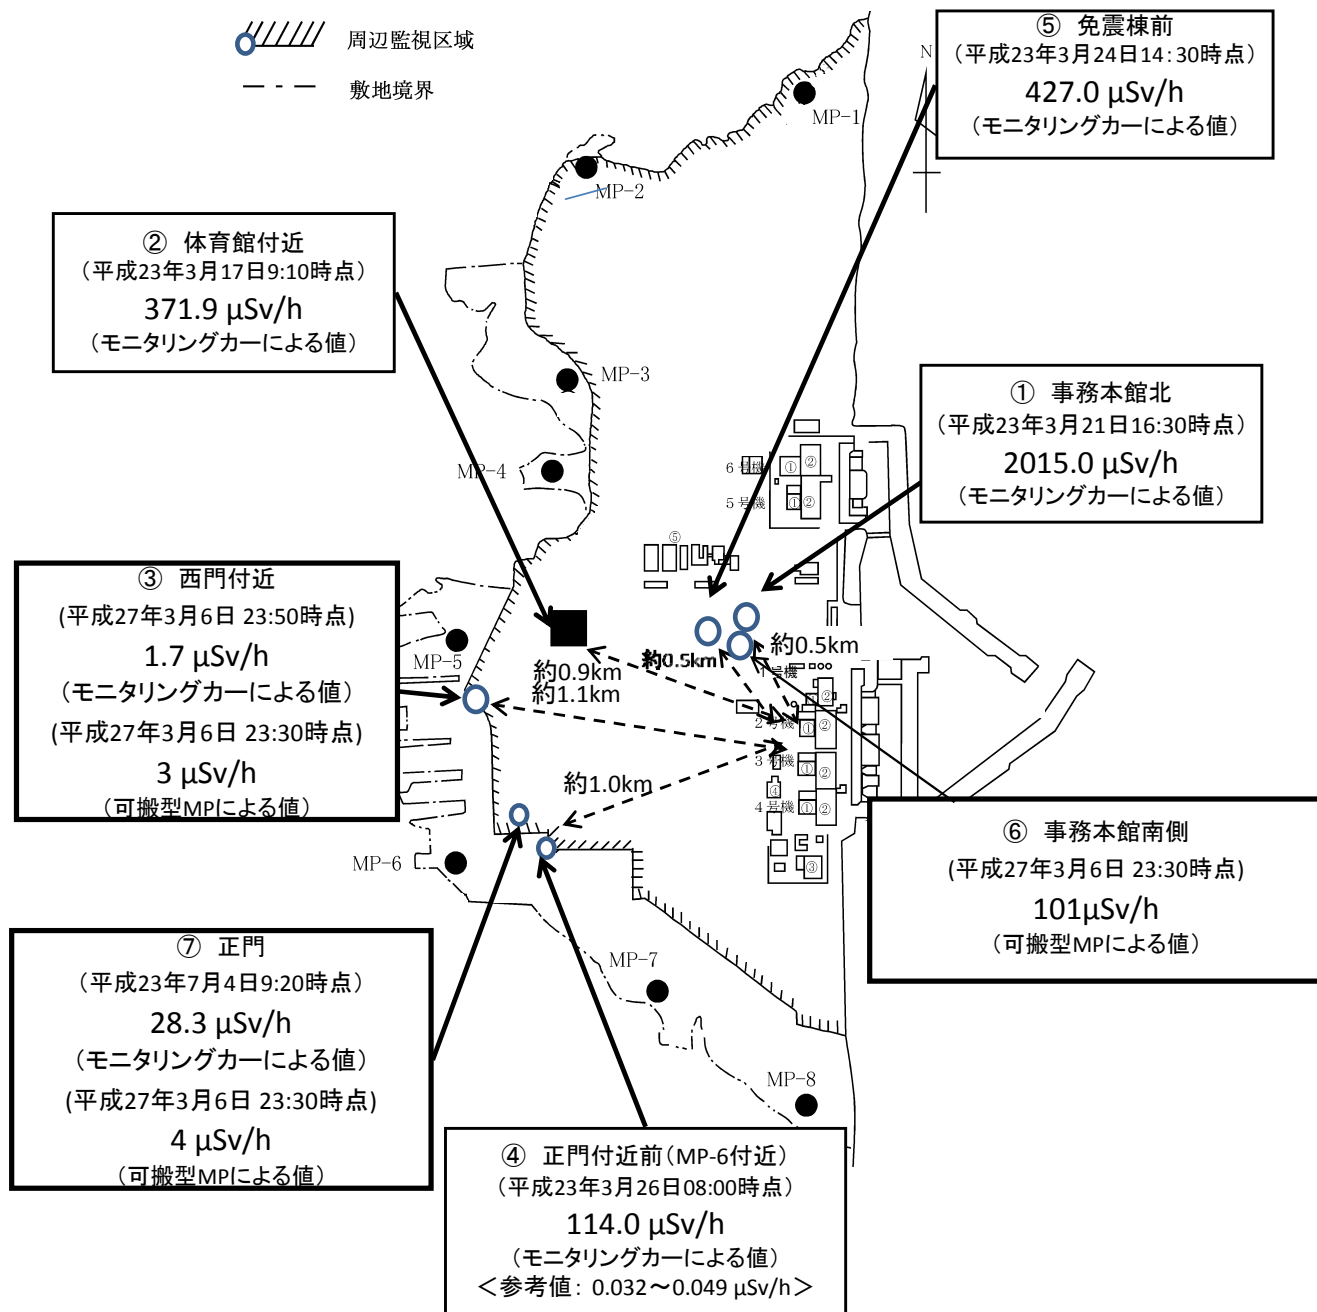 周辺監視区域
敷地境界
⑤ 免震棟前
（平成23年3月24日14:30時点）
427.0 μSv/h
（モニタリングカーによる値）
N
MP-1
MP-2
② 体育館付近
（平成23年3月17日9:10時点）
371.9 μSv/h
（モニタリングカーによる値）
MP-3
MP-4
① 事務本館北
（平成23年3月21日16:30時点）
2015.0 μSv/h
（モニタリングカーによる値）
6号機
① ②
5号機
① ②
⑤
③ 西門付近
(平成27年3月6日 23:50時点)
1.7 μSv/h
（モニタリングカーによる値）
(平成27年3月6日 23:30時点)
3 μSv/h
（可搬型MPによる値）
MP-5
約0.9km
約1.1km
約0.5km
約0.5km
1号機
②
2号機
① ②
3号機
① ②
④
4号機
① ②
③
約1.0km
MP-6
⑥ 事務本館南側
(平成27年3月6日 23:30時点)
101μSv/h
（可搬型MPによる値）
⑦ 正門
（平成23年7月4日9:20時点）
28.3 μSv/h
（モニタリングカーによる値）
(平成27年3月6日 23:30時点)
4 μSv/h
（可搬型MPによる値）
MP-7
MP-8
④ 正門付近前（MP-6付近）
（平成23年3月26日08:00時点）
114.0 μSv/h
（モニタリングカーによる値）
＜参考値： 0.032～0.049 μSv/h＞